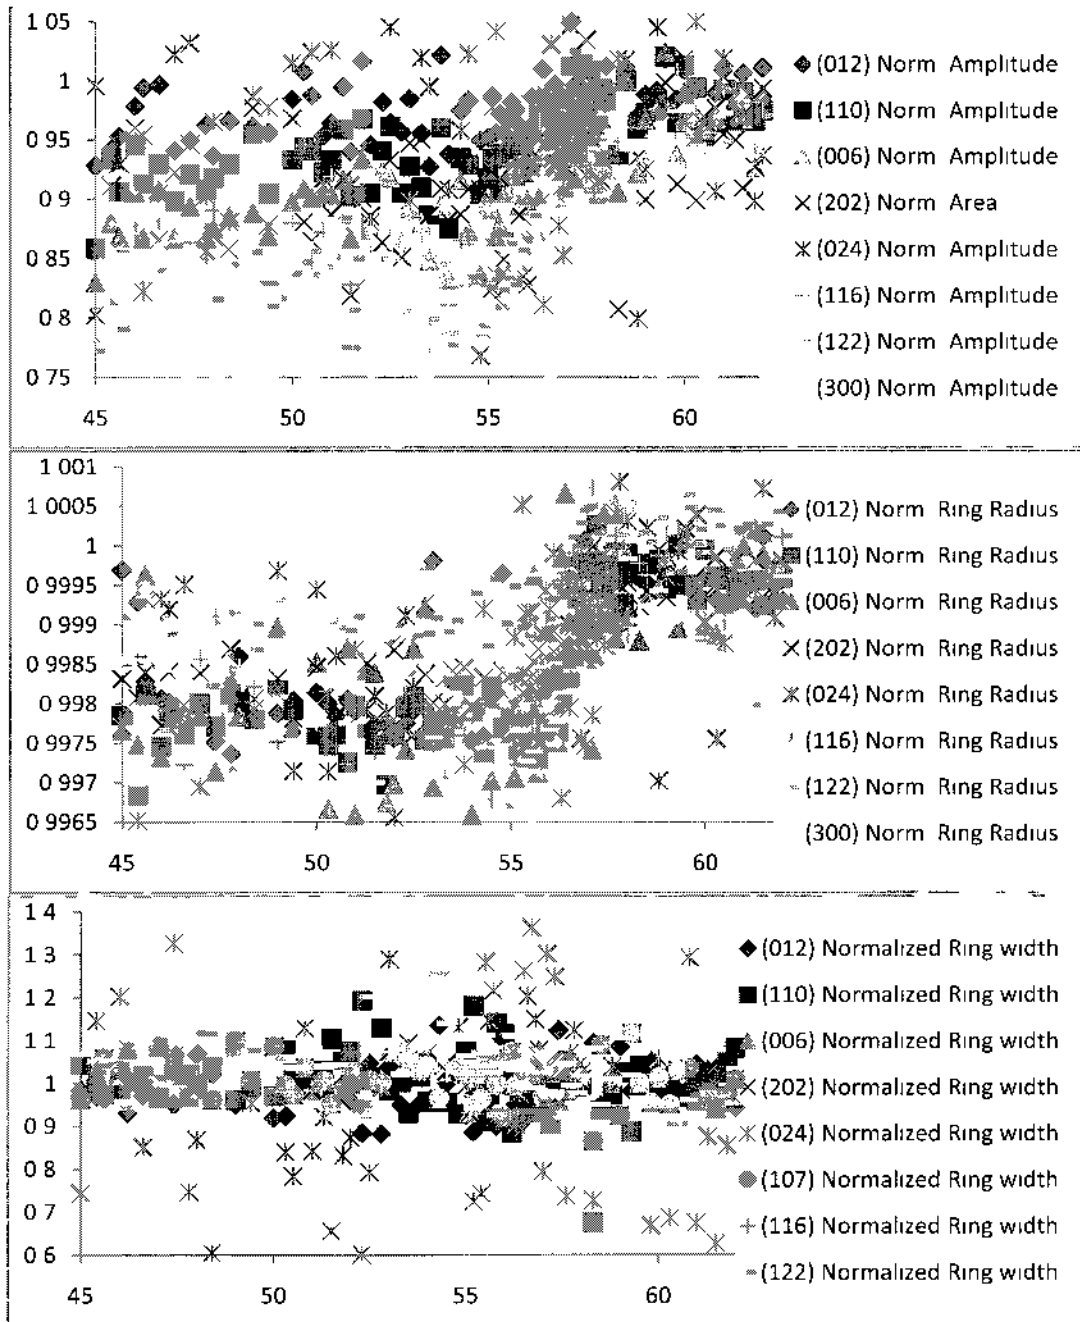 1 05
1
0 95
0 9
0 85
0 8
0 75
45 50 55 60
(012) Norm Amplitude
(110) Norm Amplitude
(006) Norm Amplitude
(202) Norm Area
(024) Norm Amplitude
(116) Norm Amplitude
(122) Norm Amplitude
(300) Norm Amplitude
1 001
1 0005
1
0 9995
0 999
0 9985
0 998
0 9975
0 997
0 9965
45 50 55 60
(012) Norm Ring Radius
(110) Norm Ring Radius
(006) Norm Ring Radius
(202) Norm Ring Radius
(024) Norm Ring Radius
(116) Norm Ring Radius
(122) Norm Ring Radius
(300) Norm Ring Radius
1 4
1 3
1 2
1 1
1
0 9
0 8
0 7
0 6
45 50 55 60
(012) Normalized Ring width
(110) Normalized Ring width
(006) Normalized Ring width
(202) Normalized Ring width
(024) Normalized Ring width
(107) Normalized Ring width
(116) Normalized Ring width
(122) Normalized Ring width